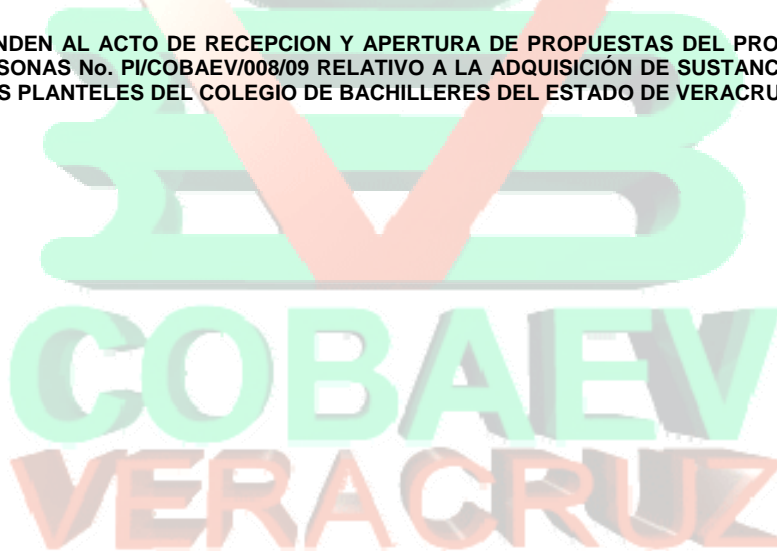 NDEN AL ACTO DE RECEPCION Y APERTURA DE PROPUESTAS DEL PRO
SONAS No. PI/COBAEV/008/09 RELATIVO A LA ADQUISICIÓN DE SUSTANC
S PLANTELES DEL COLEGIO DE BACHILLERES DEL ESTADO DE VERACRU
COBAEV
VERACRUZ